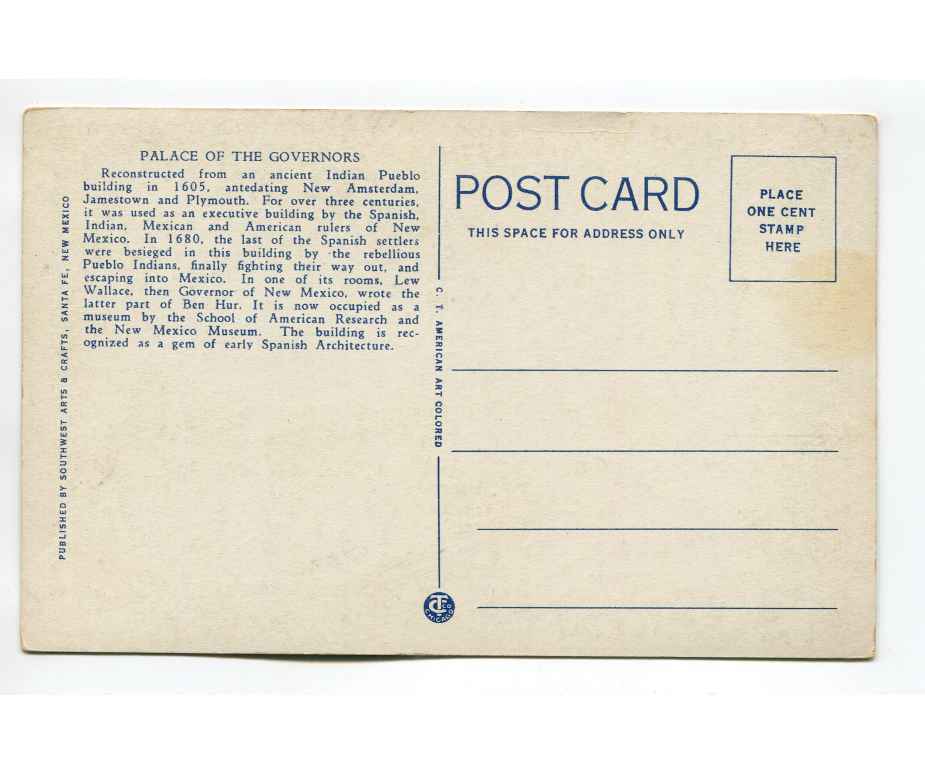 PALACE OF THE GOVERNORS
Reconstructed from an ancient Indian Pueblo
building in 1605, antedating New Amsterdam,
Jamestown and Plymouth. For over three centuries,
it was used as an executive building by the Spanish,
Indian, Mexican and American rulers of New
Mexico. In 1680, the last of the Spanish settlers
were besieged in this building by the rebellious
Pueblo Indians, finally fighting their way out, and
escaping into Mexico. In one of its rooms, Lew
Wallace, then Governor of New Mexico, wrote the
latter part of Ben Hur. It is now occupied as a
museum by the School of American Research and
the New Mexico Museum. The building is rec-
ognized as a gem of early Spanish Architecture.
PUBLISHED BY SOUTHWEST ARTS & CRAFTS, SANTA FE, NEW MEXICO
C. T. AMERICAN ART COLORED
CT CO
CHICAGO
POST CARD
THIS SPACE FOR ADDRESS ONLY
PLACE
ONE CENT
STAMP
HERE